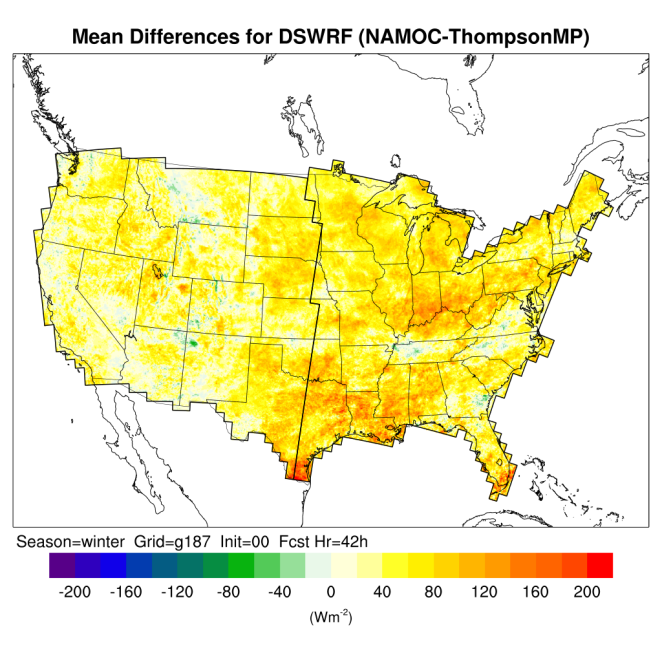 Mean Differences for DSWRF (NAMOC-ThompsonMP)
Season=winter Grid=g187 Init=00 Fcst Hr=42h
-200 -160 -120 -80 -40 0 40 80 120 160 200
(Wm⁻²)